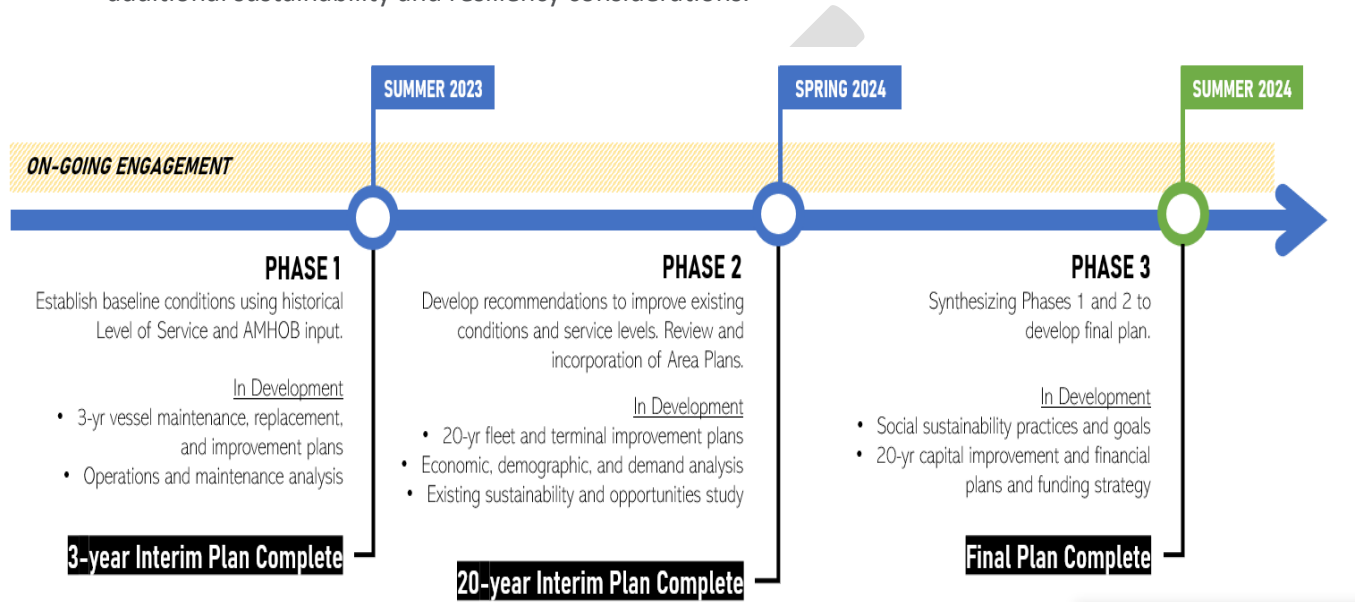 additional sustainability and resiliency considerations.
SUMMER 2023
SPRING 2024
SUMMER 2024
ON-GOING ENGAGEMENT
PHASE 1
Establish baseline conditions using historical
Level of Service and AMHOB input.
In Development
• 3-yr vessel maintenance, replacement,
and improvement plans
• Operations and maintenance analysis
3-year Interim Plan Complete
PHASE 2
Develop recommendations to improve existing
conditions and service levels. Review and
incorporation of Area Plans.
In Development
• 20-yr fleet and terminal improvement plans
• Economic, demographic, and demand analysis
• Existing sustainability and opportunities study
20-year Interim Plan Complete
PHASE 3
Synthesizing Phases 1 and 2 to
develop final plan.
In Development
• Social sustainability practices and goals
• 20-yr capital improvement and financial
plans and funding strategy
Final Plan Complete